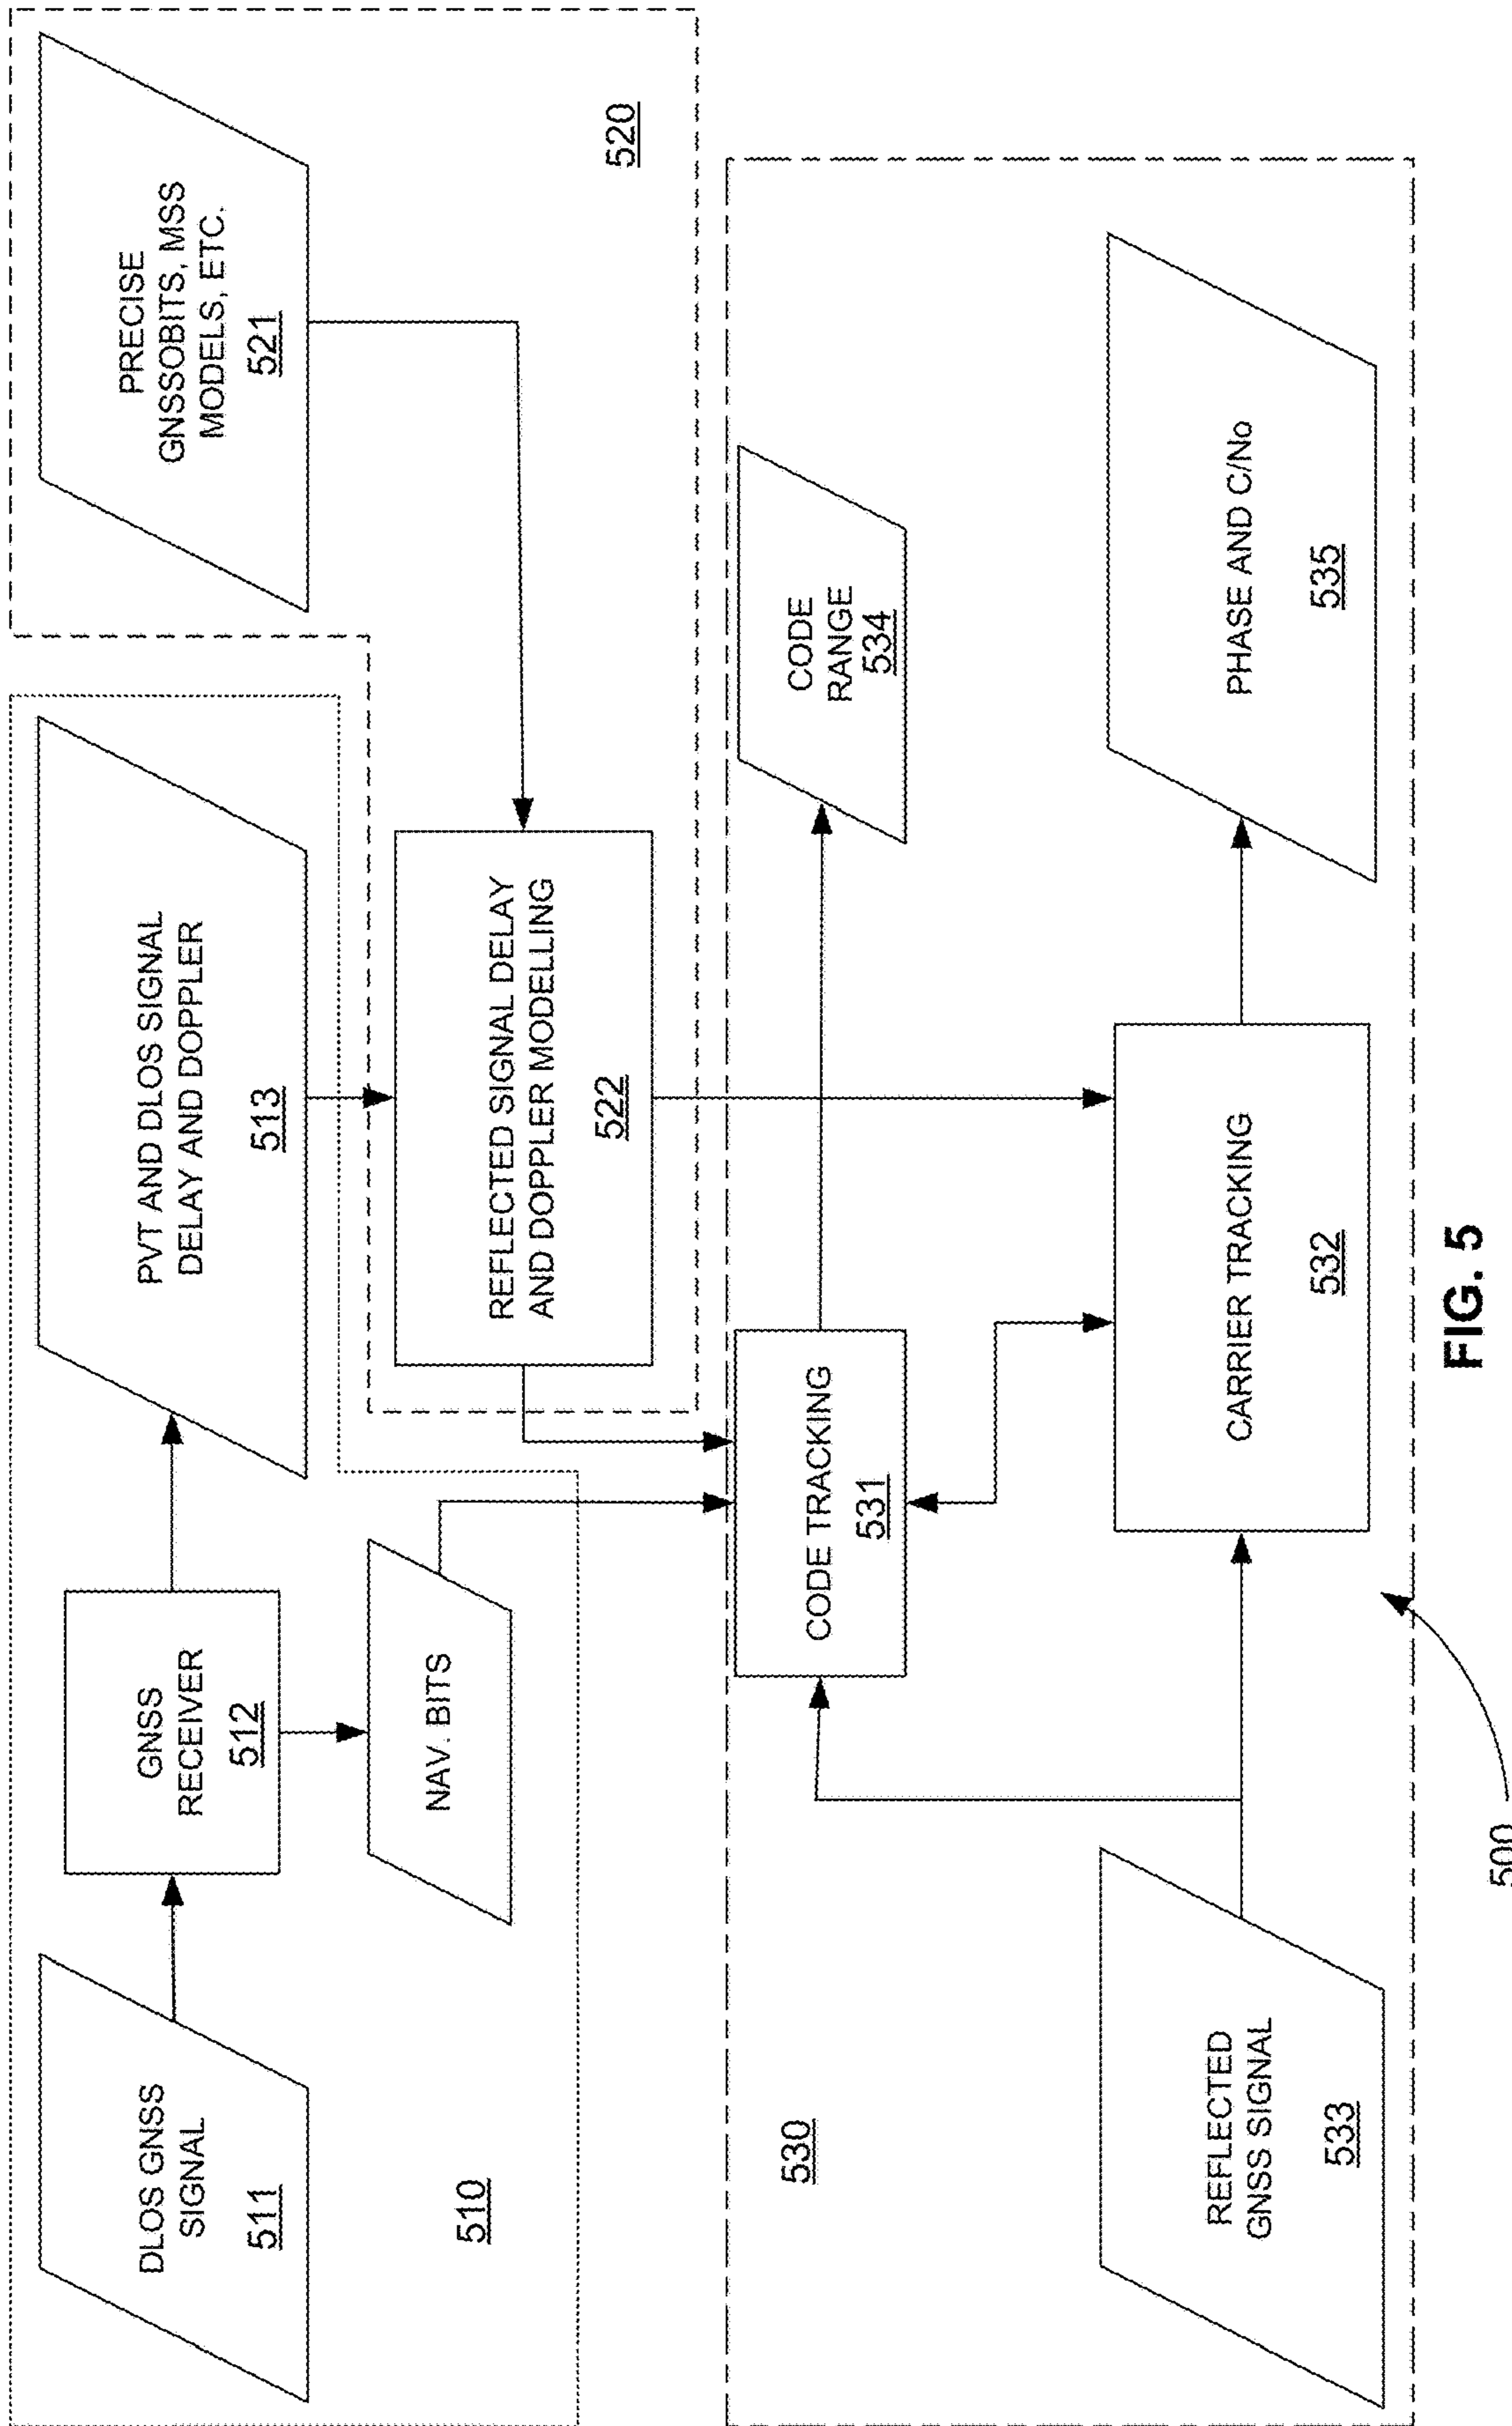 DLOS GNSS
SIGNAL
511
GNSS
RECEIVER
512
PVT AND DLOS SIGNAL
DELAY AND DOPPLER
513
PRECISE
GNSSOBITS, MSS
MODELS, ETC.
521
NAV. BITS
510
REFLECTED SIGNAL DELAY
AND DOPPLER MODELLING
522
520
530
CODE TRACKING
531
CODE
RANGE
534
REFLECTED
GNSS SIGNAL
533
CARRIER TRACKING
532
PHASE AND C/No
535
500
FIG. 5